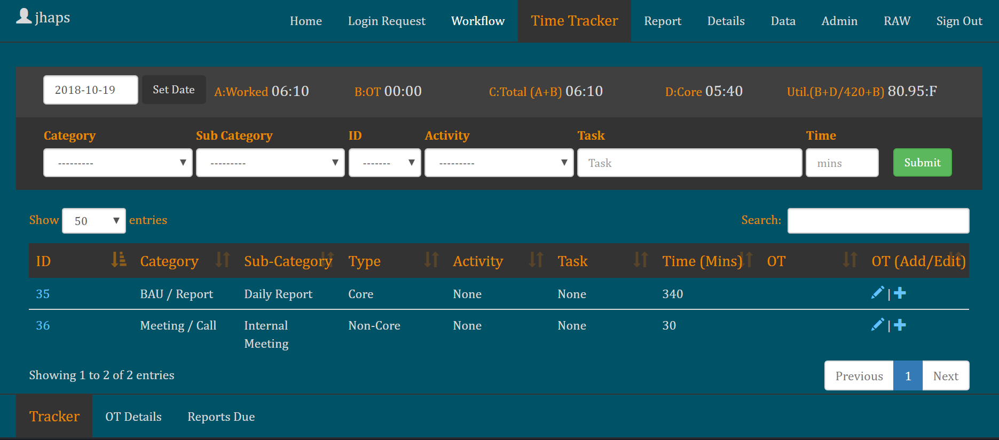 jhaps
Home Login Request Workflow Time Tracker Report Details Data Admin RAW Sign Out
2018-10-19 Set Date A:Worked 06:10 B:OT 00:00 C:Total (A+B) 06:10 D:Core 05:40 Util.(B+D/420+B) 80.95:F
Category Sub Category ID Activity Task Time
--------- --------- ------- --------- Task mins Submit
Show 50 entries Search:
ID Category Sub-Category Type Activity Task Time (Mins) OT OT (Add/Edit)
35 BAU / Report Daily Report Core None None 340 |
36 Meeting / Call Internal Non-Core None None 30 |
Meeting
Showing 1 to 2 of 2 entries Previous 1 Next
Tracker OT Details Reports Due